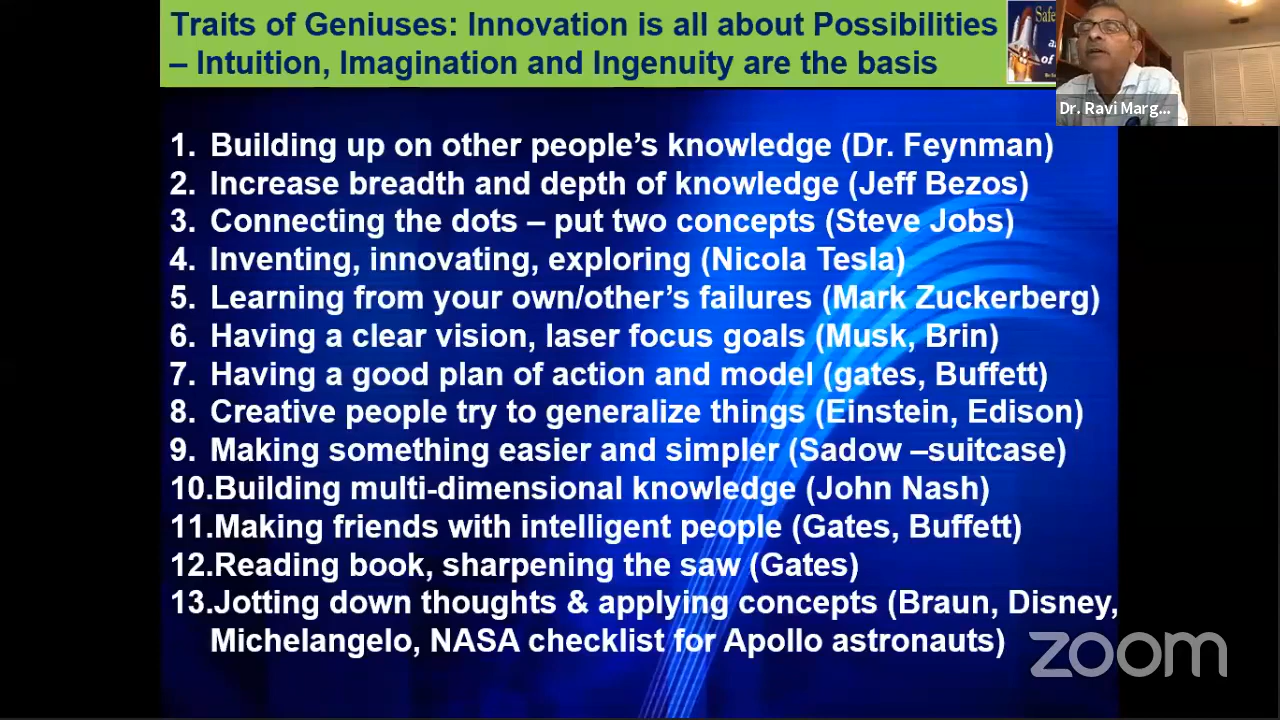 Traits of Geniuses: Innovation is all about Possibilities
– Intuition, Imagination and Ingenuity are the basis
Safe
of
Dr. Ravi Marg...
1. Building up on other people’s knowledge (Dr. Feynman)
2. Increase breadth and depth of knowledge (Jeff Bezos)
3. Connecting the dots – put two concepts (Steve Jobs)
4. Inventing, innovating, exploring (Nicola Tesla)
5. Learning from your own/other’s failures (Mark Zuckerberg)
6. Having a clear vision, laser focus goals (Musk, Brin)
7. Having a good plan of action and model (gates, Buffett)
8. Creative people try to generalize things (Einstein, Edison)
9. Making something easier and simpler (Sadow –suitcase)
10.Building multi-dimensional knowledge (John Nash)
11.Making friends with intelligent people (Gates, Buffett)
12.Reading book, sharpening the saw (Gates)
13.Jotting down thoughts & applying concepts (Braun, Disney,
Michelangelo, NASA checklist for Apollo astronauts)
zoom